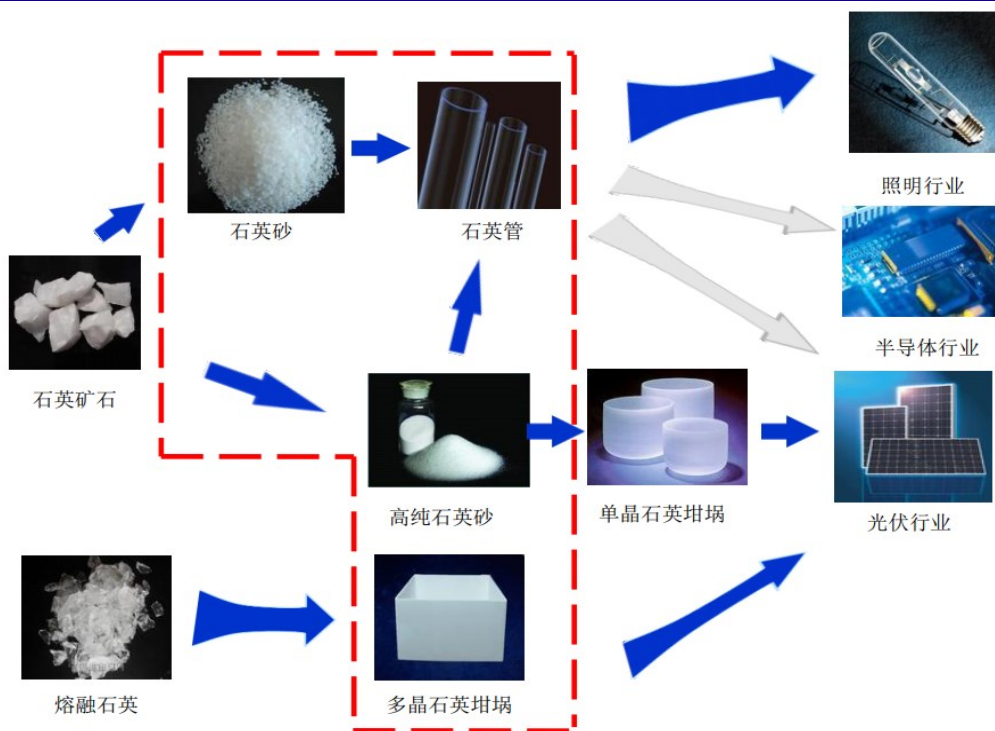 照明行业
石英砂
石英管
半导体行业
石英矿石
高纯石英砂
单晶石英坩埚
光伏行业
熔融石英
多晶石英坩埚